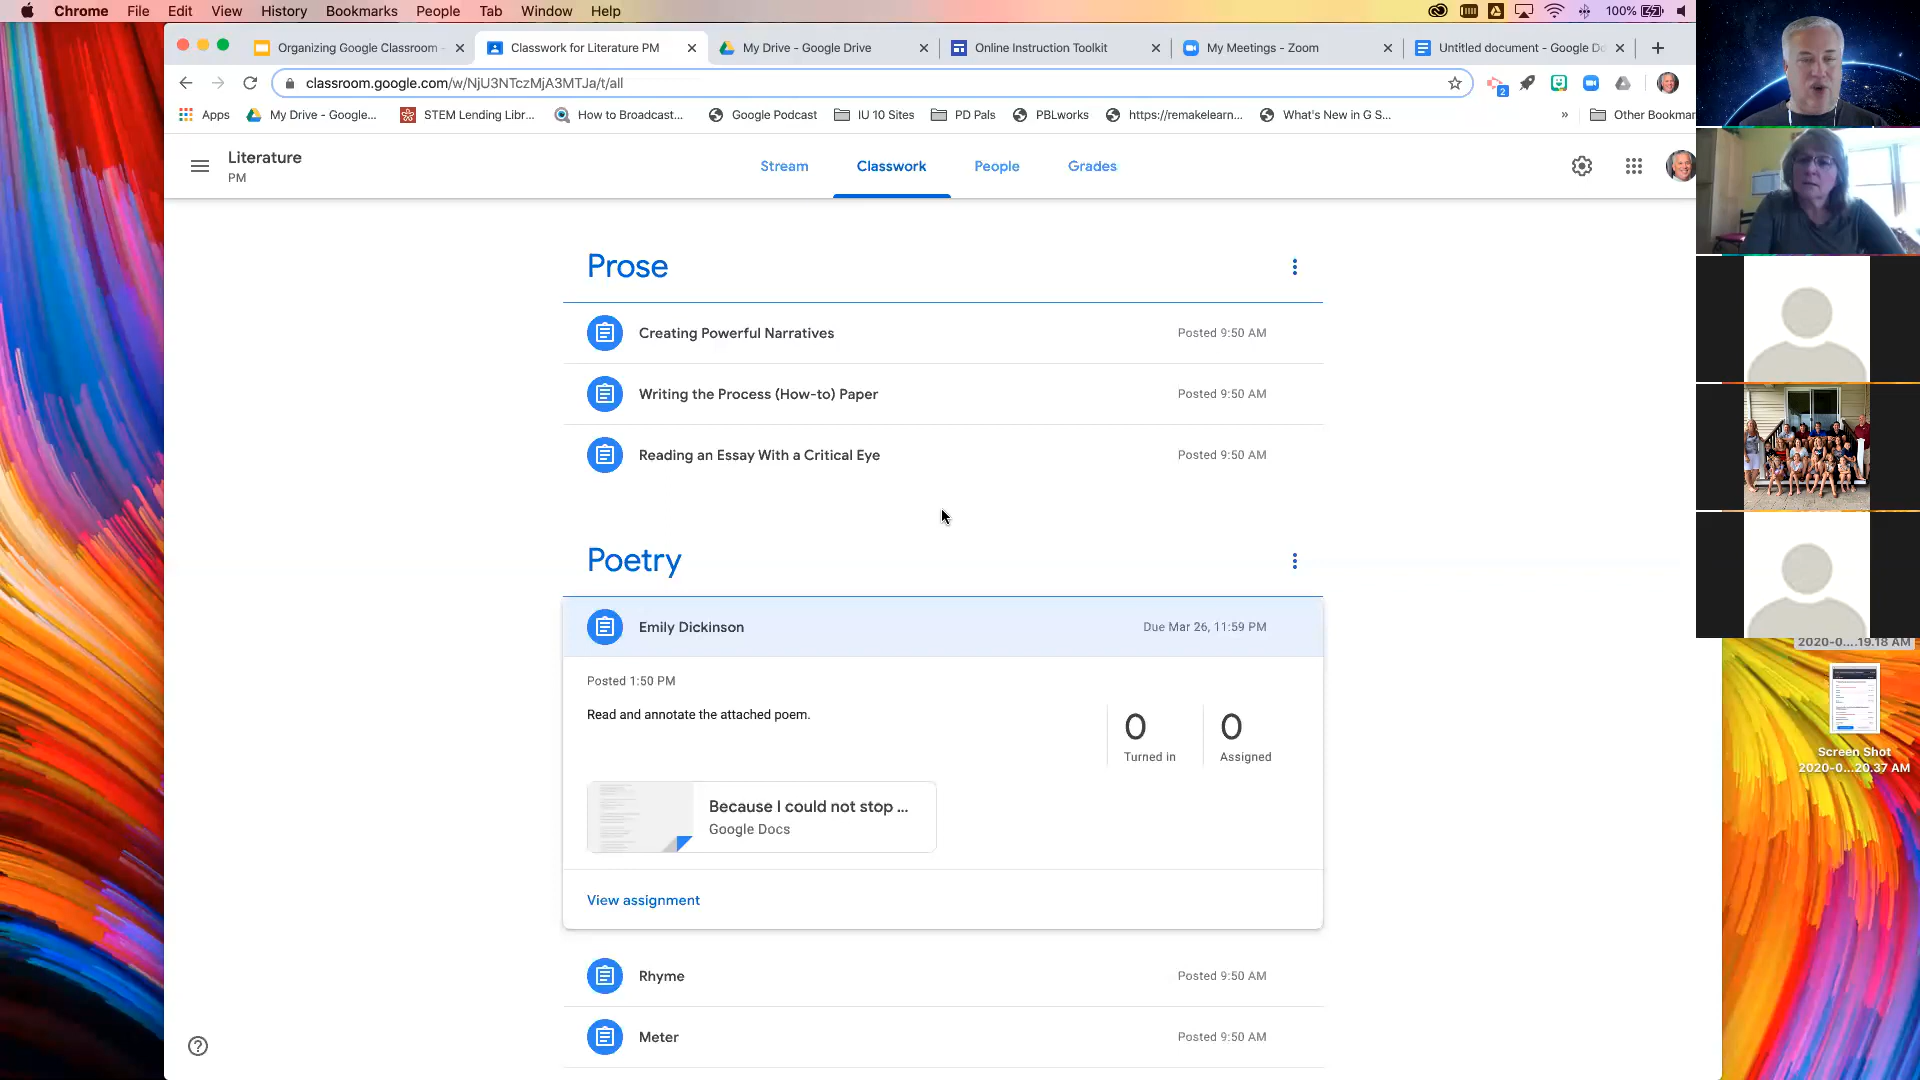 Chrome File Edit View History Bookmarks People Tab Window Help 100%
Organizing Google Classroom - Classwork for Literature PM My Drive - Google Drive Online Instruction Toolkit My Meetings - Zoom Untitled document - Google Do
classroom.google.com/w/NjU3NTczMjA3MTJa/t/all 2
Apps My Drive - Google... STEM Lending Libr... How to Broadcast... Google Podcast IU 10 Sites PD Pals PBLworks https://remakelearn... What's New in G S... » Other Bookmar
Literature
PM
Stream Classwork People Grades
Prose
Creating Powerful Narratives Posted 9:50 AM
Writing the Process (How-to) Paper Posted 9:50 AM
Reading an Essay With a Critical Eye Posted 9:50 AM
Poetry
Emily Dickinson Due Mar 26, 11:59 PM
Posted 1:50 PM
Read and annotate the attached poem.
0 0
Turned in Assigned
Because I could not stop ...
Google Docs
View assignment
Rhyme Posted 9:50 AM
Meter Posted 9:50 AM
2020-0....19.18 AM
Screen Shot
2020-0...20.37 AM